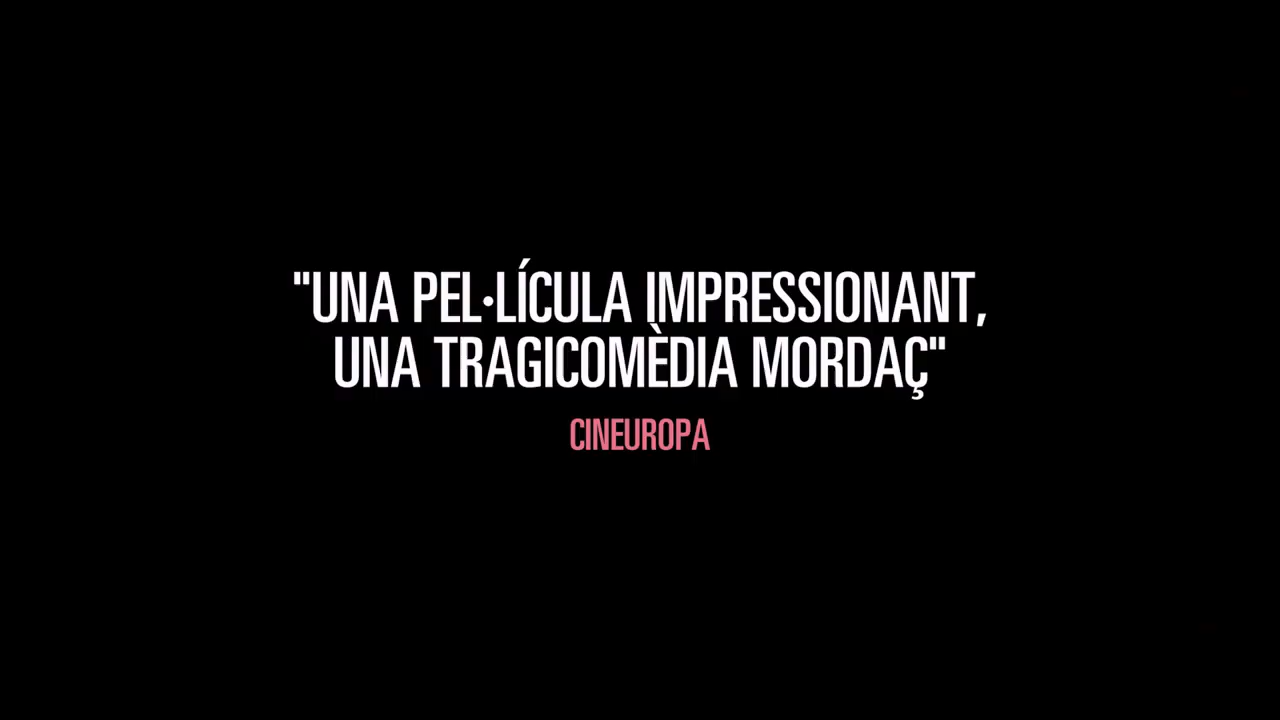 "UNA PEL·LÍCULA IMPRESSIONANT,
UNA TRAGICOMÈDIA MORDAÇ"
CINEUROPA